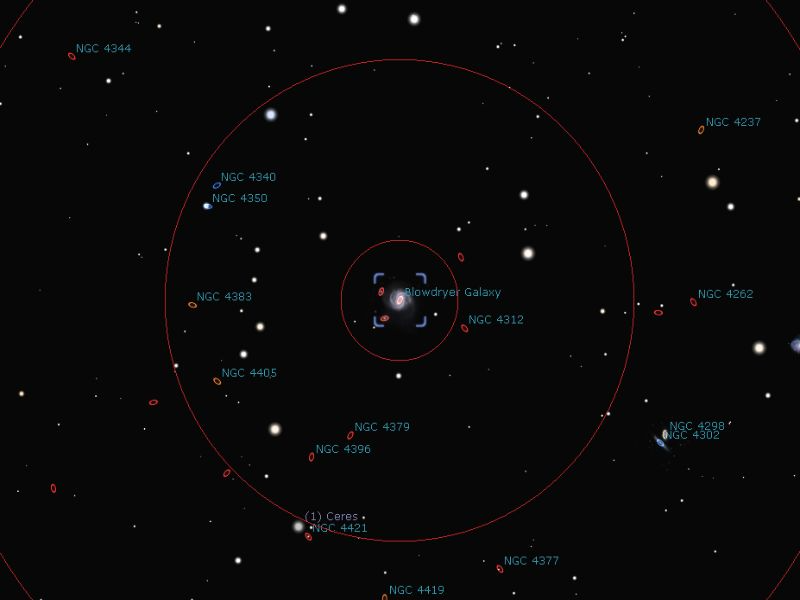 NGC 4344
NGC 4237
NGC 4340
NGC 4350
Blowdryer Galaxy
NGC 4383
NGC 4262
NGC 4312
NGC 4405
NGC 4379
NGC 4298
NGC 4302
NGC 4396
(1) Ceres
NGC 4421
NGC 4377
NGC 4419